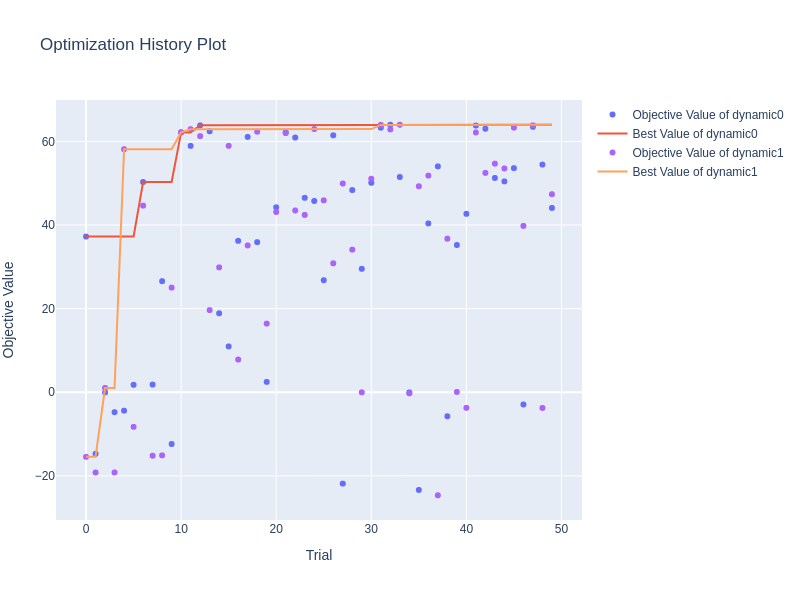 Optimization History Plot
Objective Value of dynamic0
Best Value of dynamic0
Objective Value of dynamic1
Best Value of dynamic1
60
40
20
0
−20
Objective Value
0
10
20
30
40
50
Trial